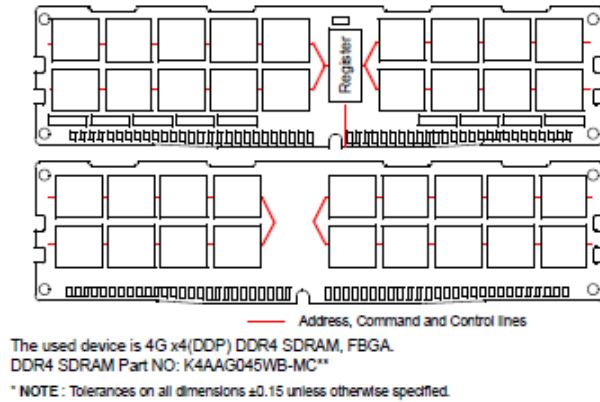 Register
Address, Command and Control lines
The used device is 4G x4(DDP) DDR4 SDRAM, FBGA.
DDR4 SDRAM Part NO: K4AAG045WB-MC**
* NOTE : Tolerances on all dimensions ±0.15 unless otherwise specified.